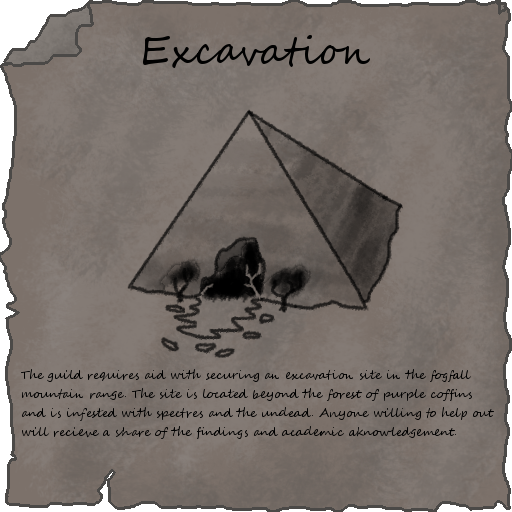 Excavation
The guild requires aid with securing an excavation site in the fogfall
mountain range. The site is located beyond the forest of purple coffins
and is infested with spectres and the undead. Anyone willing to help out
will recieve a share of the findings and academic aknowledgement.